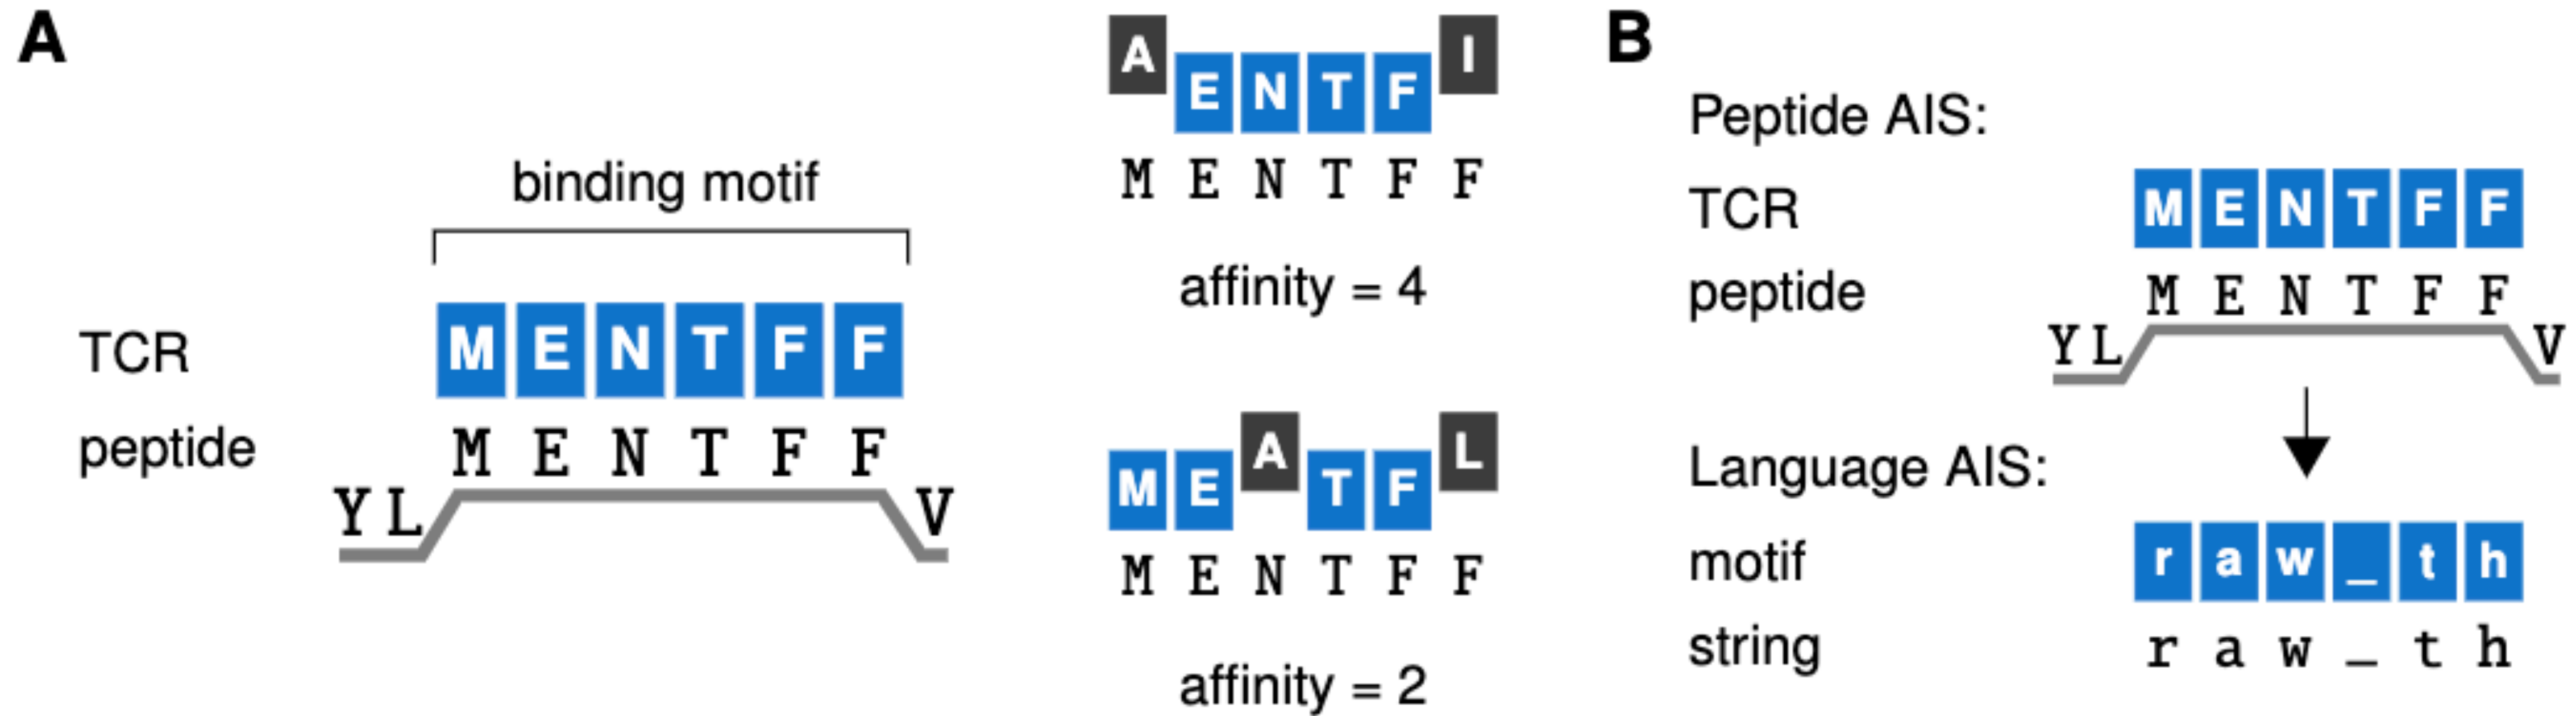 A
binding motif
TCR
M E N T F F
peptide
M E N T F F
Y L V
A E N T F I
M E N T F F
affinity = 4
M E A T F L
M E N T F F
affinity = 2
B
Peptide AIS:
TCR
M E N T F F
peptide
M E N T F F
Y L V
Language AIS:
motif
r a w _ t h
string
r a w _ t h